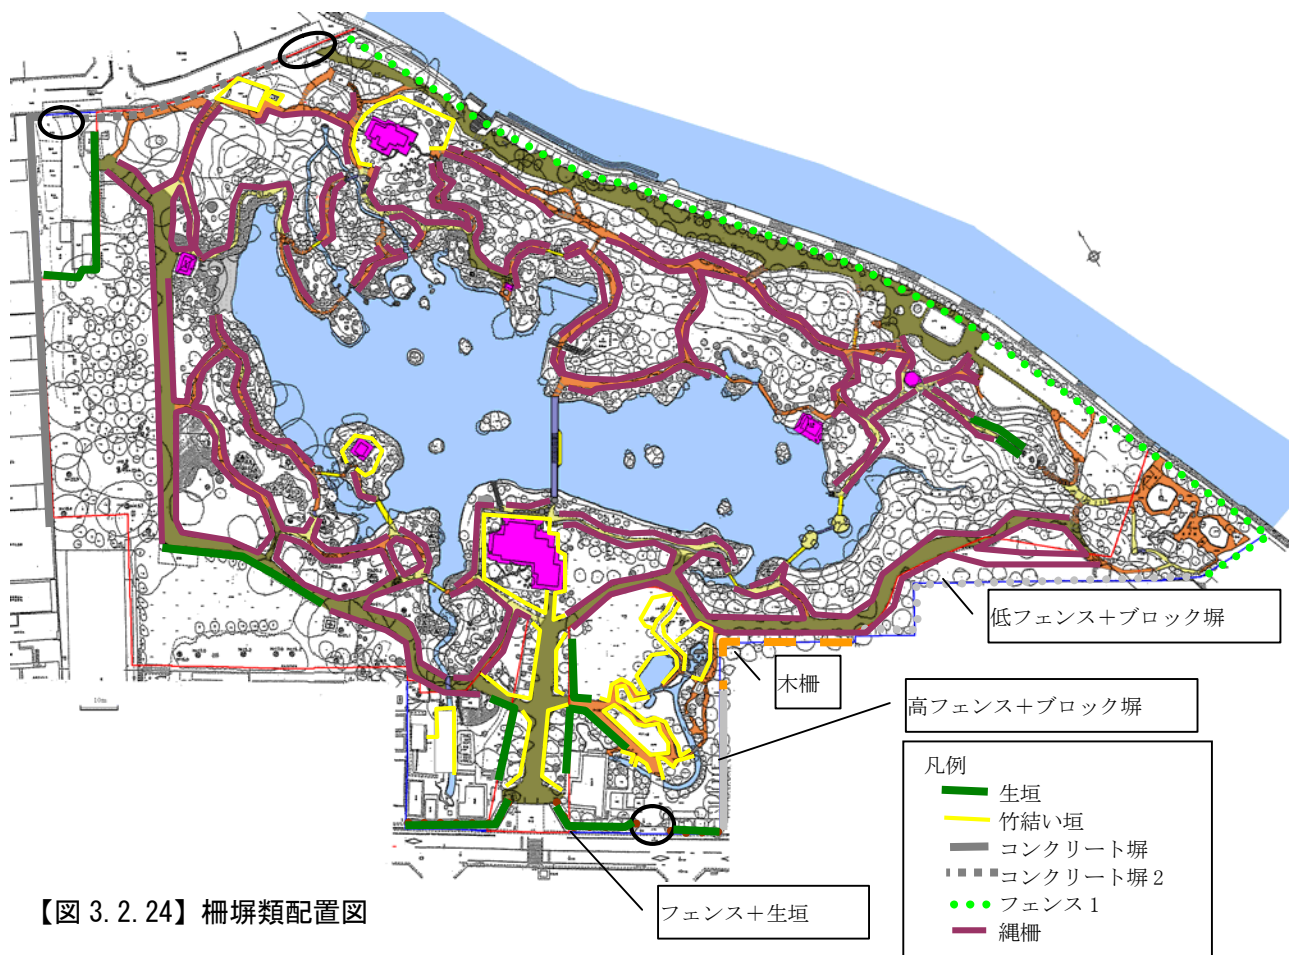 低フェンス+ブロック塀
木柵
高フェンス+ブロック塀
凡例
生垣
竹結い垣
コンクリート塀
コンクリート塀2
フェンス1
縄柵
フェンス+生垣
10m
【図 3.2.24】柵塀類配置図